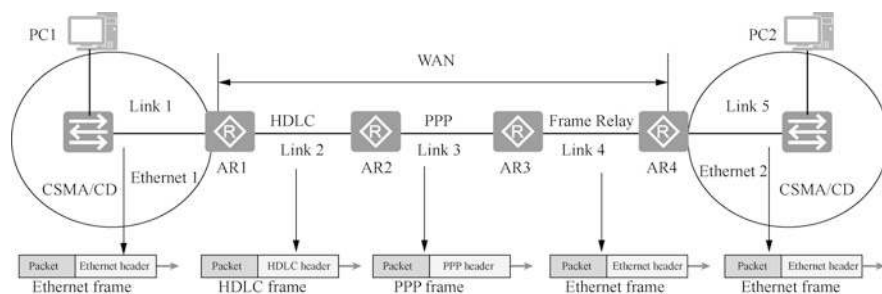 PC1
PC2
WAN
Link 1
HDLC
PPP
Frame Relay
Link 5
Link 2
Link 3
Link 4
AR1
AR2
AR3
AR4
Ethernet 1
Ethernet 2
CSMA/CD
CSMA/CD
Packet Ethernet header
Packet HDLC header
Packet PPP header
Packet Ethernet header
Packet Ethernet header
Ethernet frame
HDLC frame
PPP frame
Ethernet frame
Ethernet frame
R
R
R
R